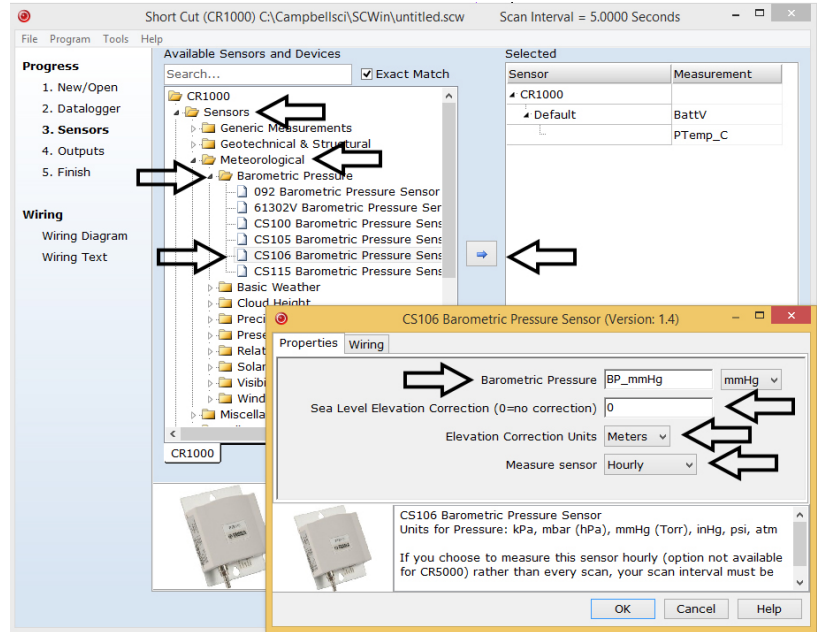 Short Cut (CR1000) C:\Campbellsci\SCWin\untitled.scw Scan Interval = 5.0000 Seconds
File Program Tools Help
Progress
1. New/Open
2. Datalogger
3. Sensors
4. Outputs
5. Finish
Wiring
Wiring Diagram
Wiring Text
Available Sensors and Devices
Search...
Exact Match
CR1000
Sensors
Generic Measurements
Geotechnical & Structural
Meteorological
Barometric Pressure
092 Barometric Pressure Sensor
61302V Barometric Pressure Ser
CS100 Barometric Pressure Sens
CS105 Barometric Pressure Sens
CS106 Barometric Pressure Sens
CS115 Barometric Pressure Sens
Basic Weather
Cloud Height
Preci
Prese
Relat
Solar
Visibi
Wind
Miscella
CR1000
Selected
Sensor Measurement
CR1000
Default BattV
PTemp_C
CS106 Barometric Pressure Sensor (Version: 1.4)
Properties Wiring
Barometric Pressure BP_mmHg mmHg
Sea Level Elevation Correction (0=no correction) 0
Elevation Correction Units Meters
Measure sensor Hourly
CS106 Barometric Pressure Sensor
Units for Pressure: kPa, mbar (hPa), mmHg (Torr), inHg, psi, atm
If you choose to measure this sensor hourly (option not available
for CR5000) rather than every scan, your scan interval must be
OK Cancel Help